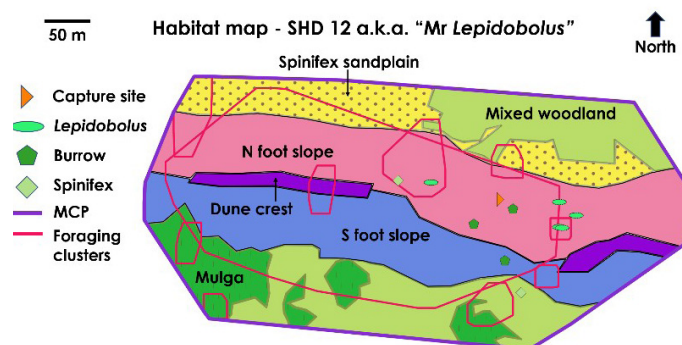 50 m
Habitat map - SHD 12 a.k.a. “Mr Lepidobolus”
North
Spinifex sandplain
Capture site
Lepidobolus
Burrow
Spinifex
MCP
Foraging
clusters
Mixed woodland
N foot slope
Dune crest
S foot slope
Mulga